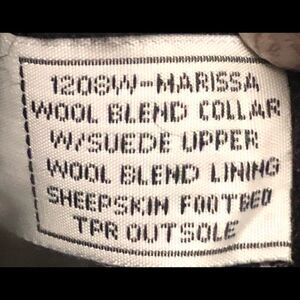 1208W-MARISSA
WOOL BLEND COLLAR
W/SUEDE UPPER
WOOL BLEND LINING
SHEEPSKIN FOOTBED
TPR OUTSOLE